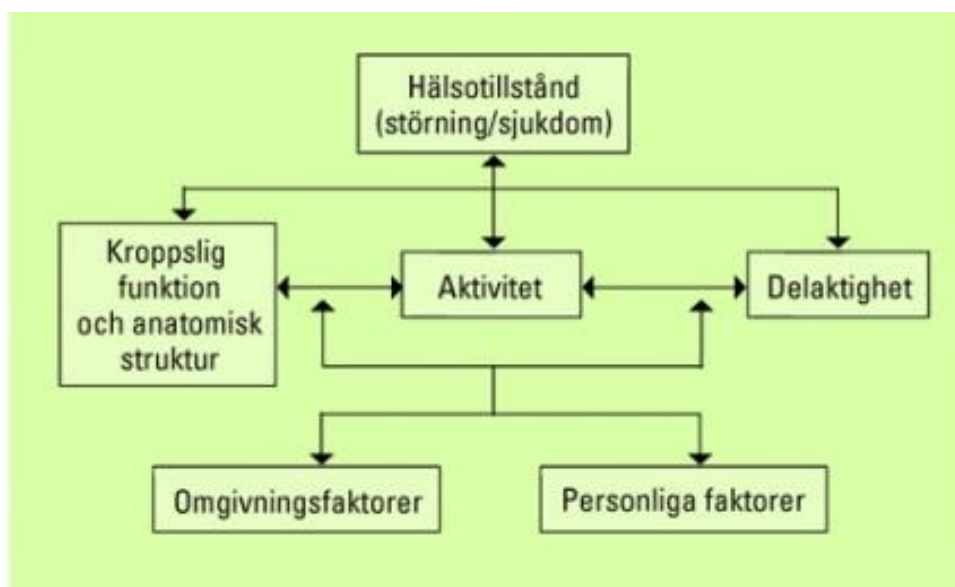 Hälsotillstånd
(störning/sjukdom)
Kroppslig
funktion
och anatomisk
struktur
Aktivitet
Delaktighet
Omgivningsfaktorer
Personliga faktorer